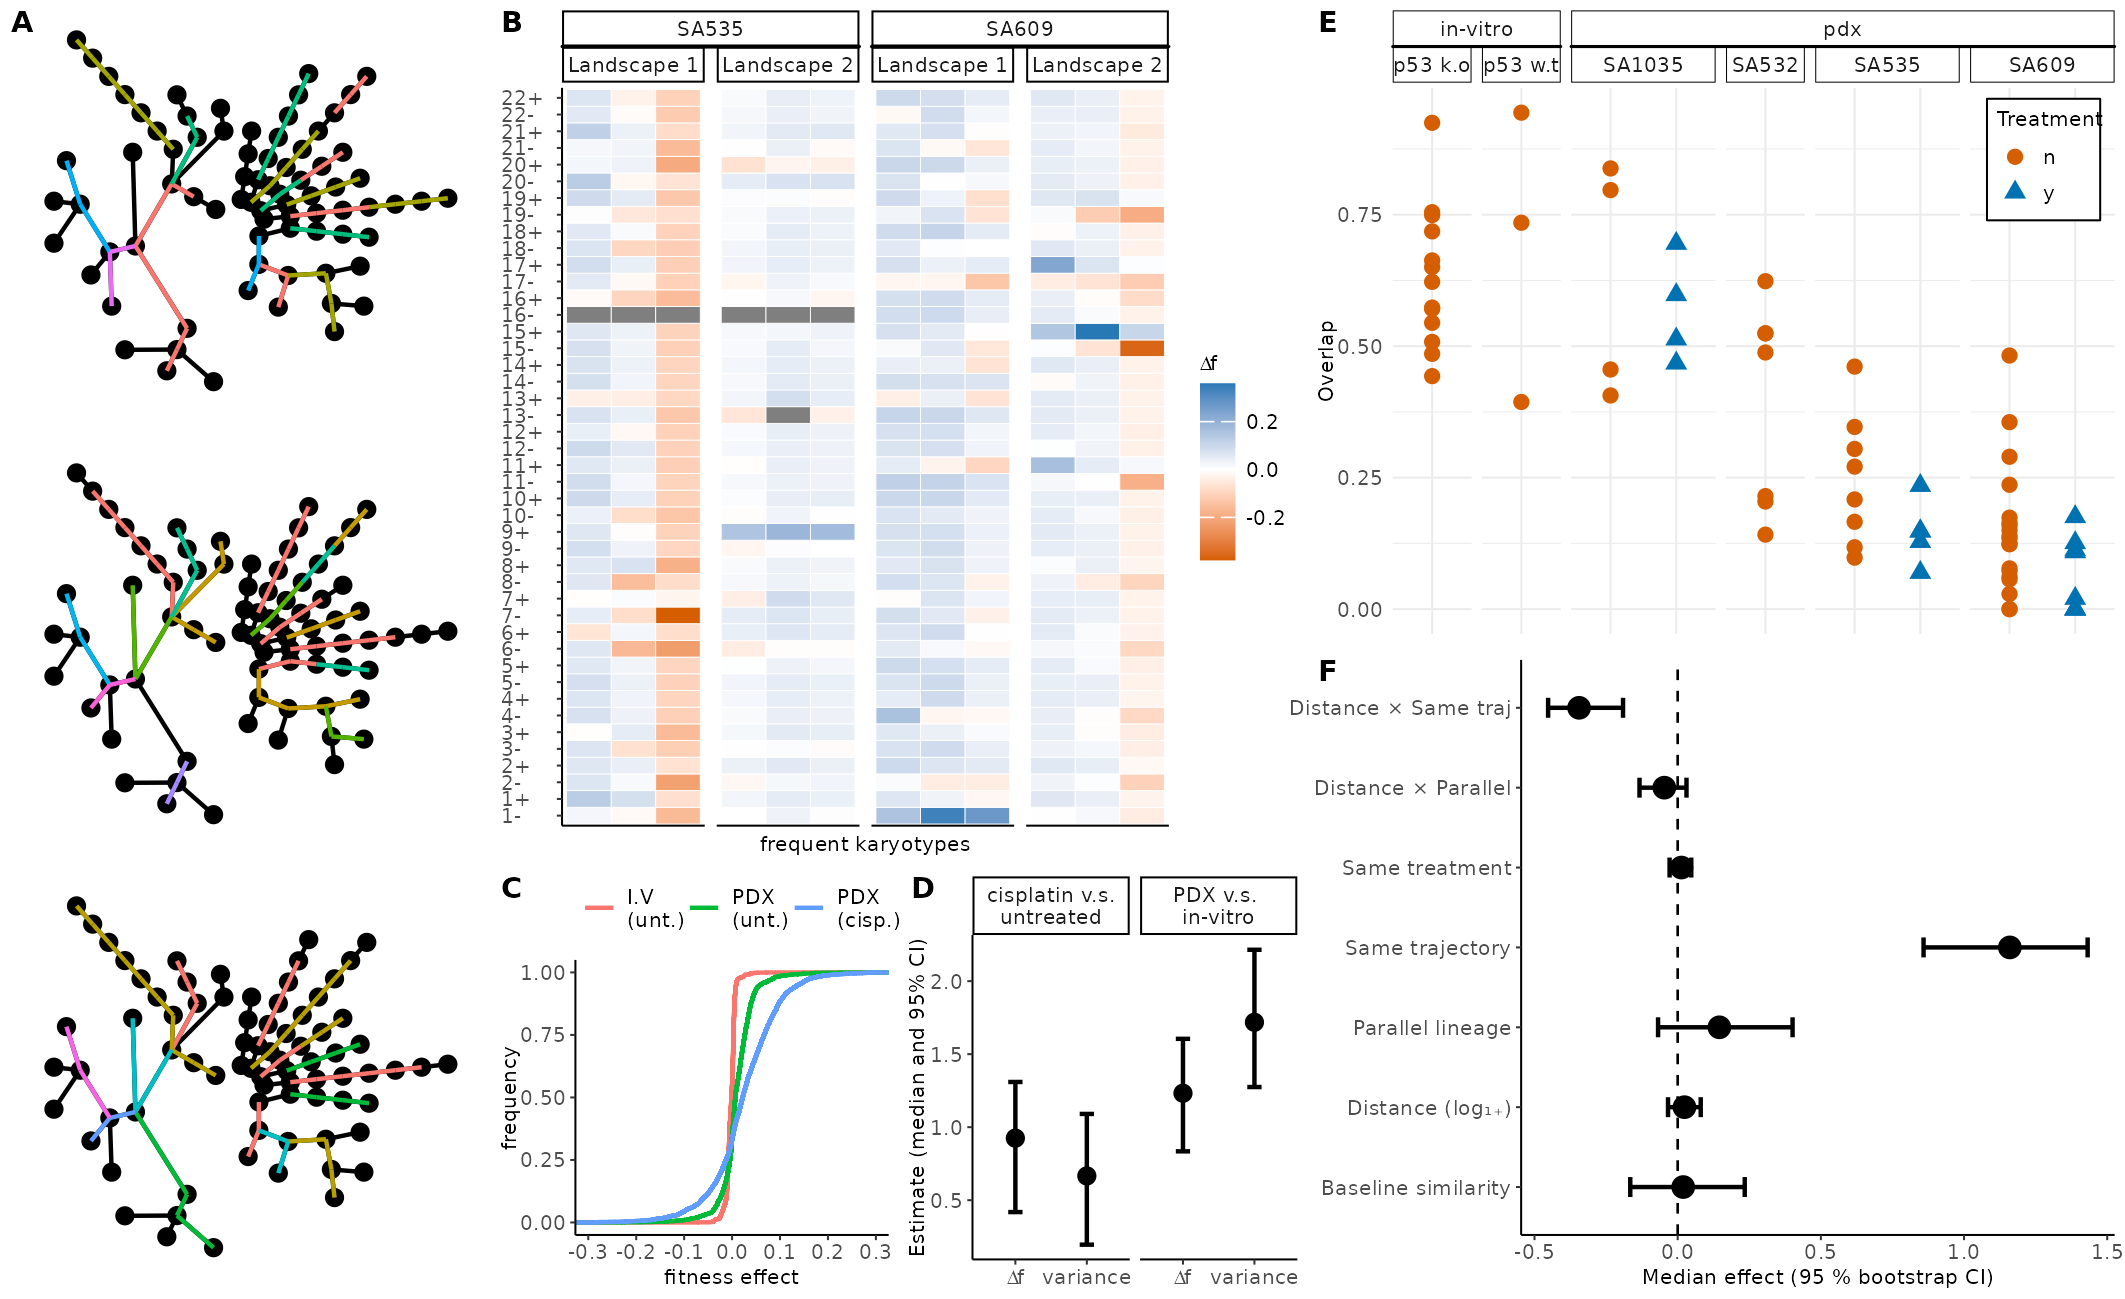 A
B
SA535
SA609
Landscape 1
Landscape 2
Landscape 1
Landscape 2
22+
22-
21+
21-
20+
20-
19+
19-
18+
18-
17+
17-
16+
16-
15+
15-
14+
14-
13+
13-
12+
12-
11+
11-
10+
10-
9+
9-
8+
8-
7+
7-
6+
6-
5+
5-
4+
4-
3+
3-
2+
2-
1+
1-
frequent karyotypes
Δf
0.2
0.0
-0.2
C
I.V
(unt.)
PDX
(unt.)
PDX
(cisp.)
frequency
1.00
0.75
0.50
0.25
0.00
-0.3
-0.2
-0.1
0.0
0.1
0.2
0.3
fitness effect
D
cisplatin v.s.
untreated
PDX v.s.
in-vitro
Estimate (median and 95% CI)
2.0
1.5
1.0
0.5
Δf
variance
Δf
variance
E
in-vitro
pdx
p53 k.o
p53 w.t
SA1035
SA532
SA535
SA609
Treatment
n
y
Overlap
0.75
0.50
0.25
0.00
F
Distance × Same traj
Distance × Parallel
Same treatment
Same trajectory
Parallel lineage
Distance (log₁₊)
Baseline similarity
-0.5
0.0
0.5
1.0
1.5
Median effect (95 % bootstrap CI)